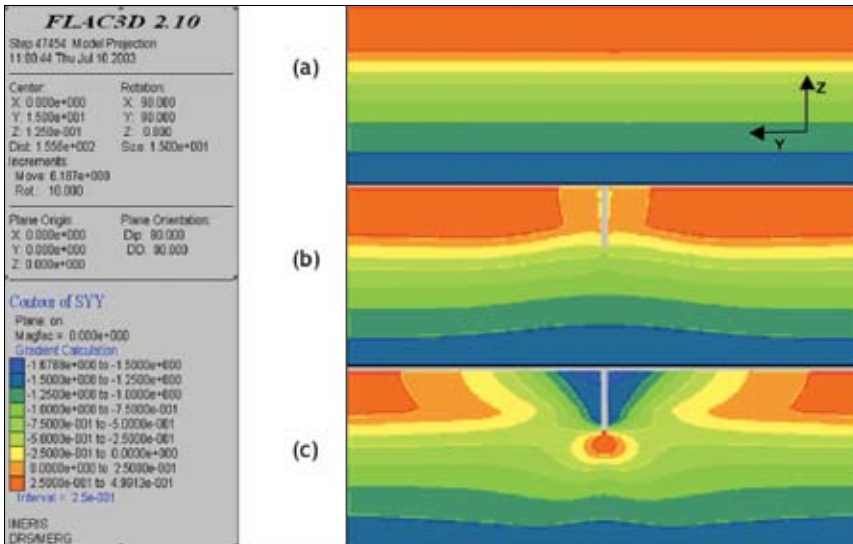 FLAC3D 2.10
Step 47454 Model Projection
11:00:44 Thu Jul 10 2003
Center: Rotation:
X: 0.000e+000 X: 90.000
Y: 1.500e+001 Y: 90.000
Z: 1.250e-001 Z: 0.000
Dist: 1.556e+002 Size: 1.500e+001
Increments:
Move: 6.187e+000
Rot.: 10.000
Plane Origin: Plane Orientation:
X: 0.000e+000 Dip: 90.000
Y: 0.000e+000 DD: 90.000
Z: 0.000e+000
Contour of SYY
Plane: on
Magfac = 0.000e+000
Gradient Calculation
-1.5000e+000
-1.5000e+000 to -1.2500e+000
-1.2500e+000 to -1.0000e+000
-1.0000e+000 to -7.5000e-001
-7.5000e-001 to -5.0000e-001
-5.0000e-001 to -2.5000e-001
-2.5000e-001 to 0.0000e+000
0.0000e+000 to 2.5000e-001
2.5000e-001 to 4.9913e-001
Interval = 2.5e-001
INERIS
DRS/MERG
(a)
Z
Y
(b)
(c)